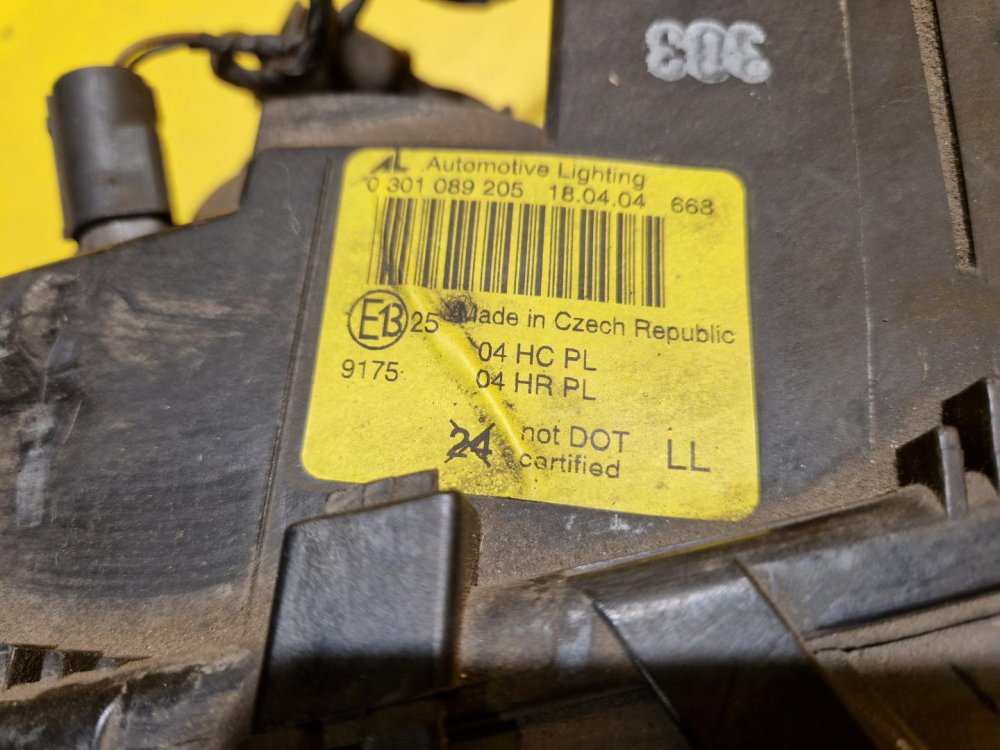 303
AL Automotive Lighting
0 301 089 205 18.04.04 668
E13 25 Made in Czech Republic
04 HC PL
9175 04 HR PL
24 not DOT LL
certified